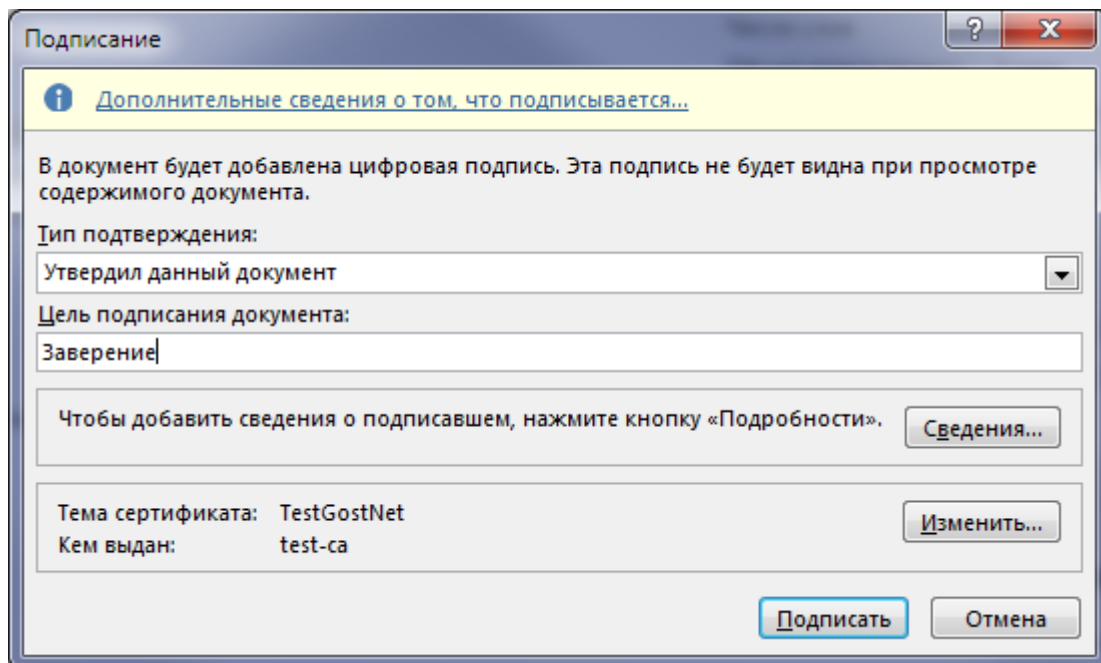 Подписание
Дополнительные сведения о том, что подписывается...
В документ будет добавлена цифровая подпись. Эта подпись не будет видна при просмотре
содержимого документа.
Тип подтверждения:
Утвердил данный документ
Цель подписания документа:
Заверение
Чтобы добавить сведения о подписавшем, нажмите кнопку «Подробности».
Сведения...
Тема сертификата: TestGostNet
Изменить...
Кем выдан: test-ca
Подписать Отмена